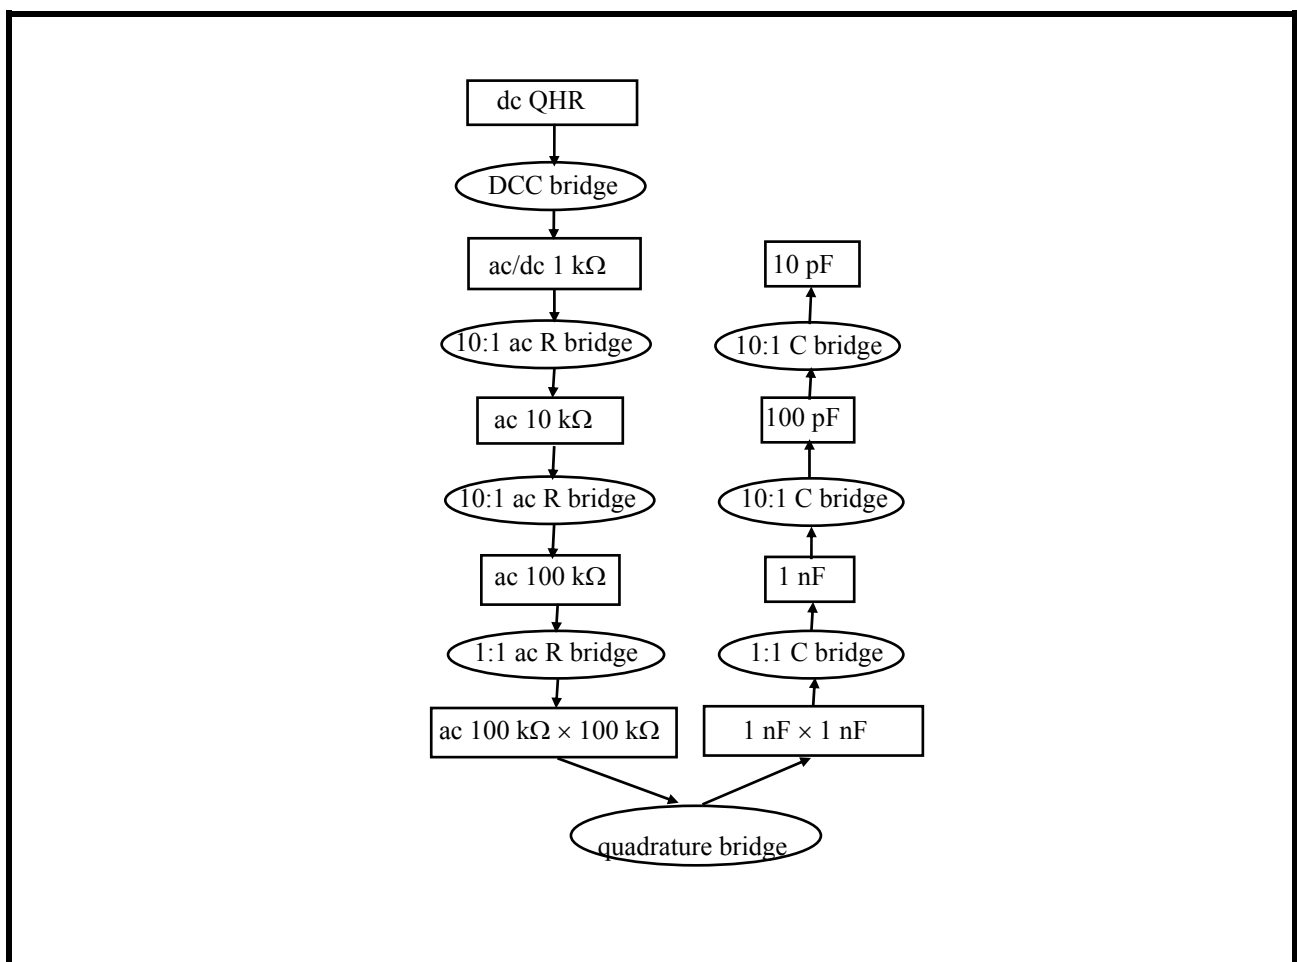 dc QHR
DCC bridge
ac/dc 1 kΩ
10:1 ac R bridge
ac 10 kΩ
10:1 ac R bridge
ac 100 kΩ
1:1 ac R bridge
ac 100 kΩ × 100 kΩ
quadrature bridge
1 nF × 1 nF
1:1 C bridge
1 nF
10:1 C bridge
100 pF
10:1 C bridge
10 pF